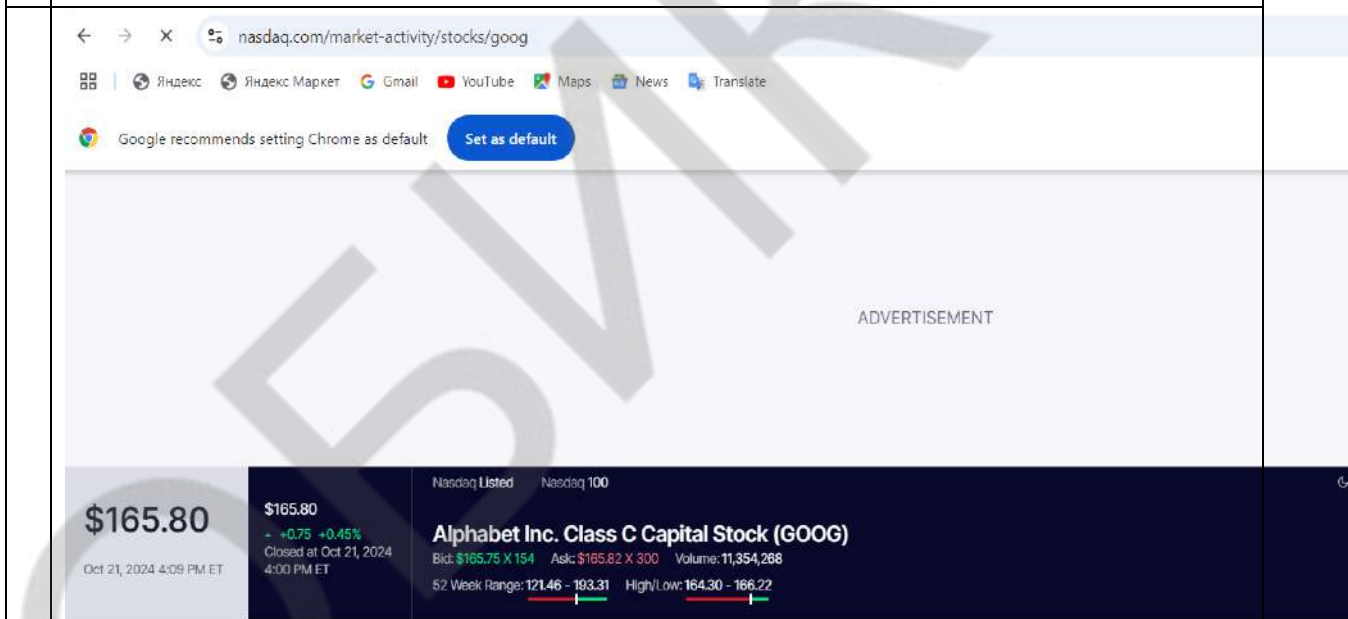 nasdaq.com/market-activity/stocks/goog
Яндекс Яндекс Маркет Gmail YouTube Maps News Translate
Google recommends setting Chrome as default Set as default
ADVERTISEMENT
Nasdaq Listed Nasdaq 100
$165.80
Oct 21, 2024 4:09 PM ET
$165.80
+0.75 +0.45%
Closed at Oct 21, 2024
4:00 PM ET
Alphabet Inc. Class C Capital Stock (GOOG)
Bid: $165.75 X 154 Ask: $165.82 X 300 Volume: 11,354,268
52 Week Range: 121.46 - 193.31 High/Low: 164.30 - 166.22